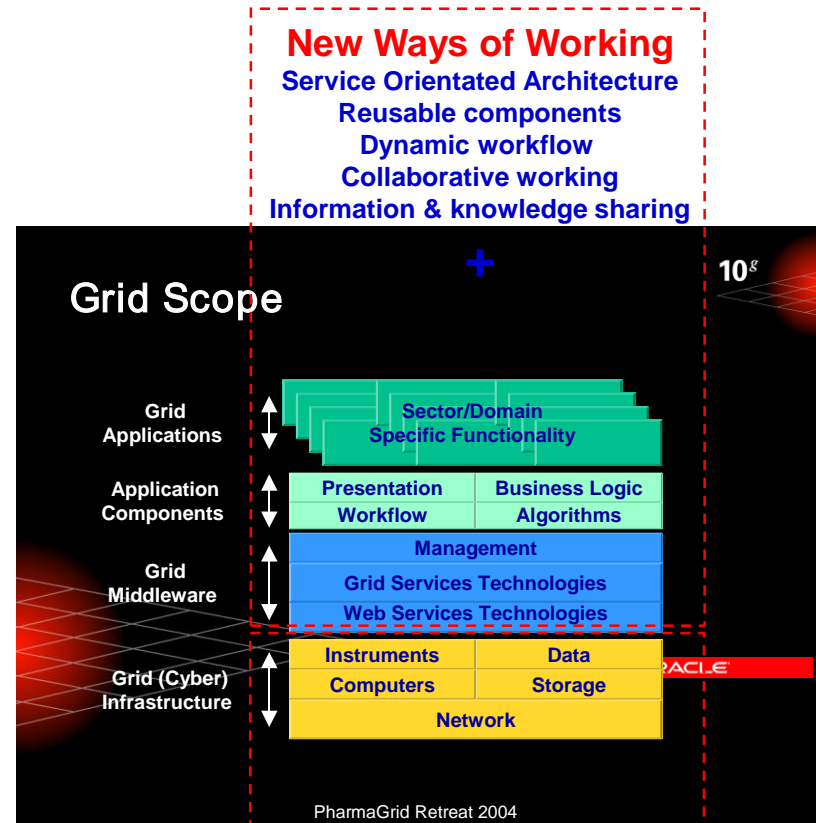 New Ways of Working
Service Orientated Architecture
Reusable components
Dynamic workflow
Collaborative working
Information & knowledge sharing
+
10g
Grid Scope
Grid
Applications
Sector/Domain
Specific Functionality
Application
Components
Presentation
Business Logic
Workflow
Algorithms
Grid
Middleware
Management
Grid Services Technologies
Web Services Technologies
Grid (Cyber)
Infrastructure
Instruments
Data
Computers
Storage
Network
RACLE
PharmaGrid Retreat 2004